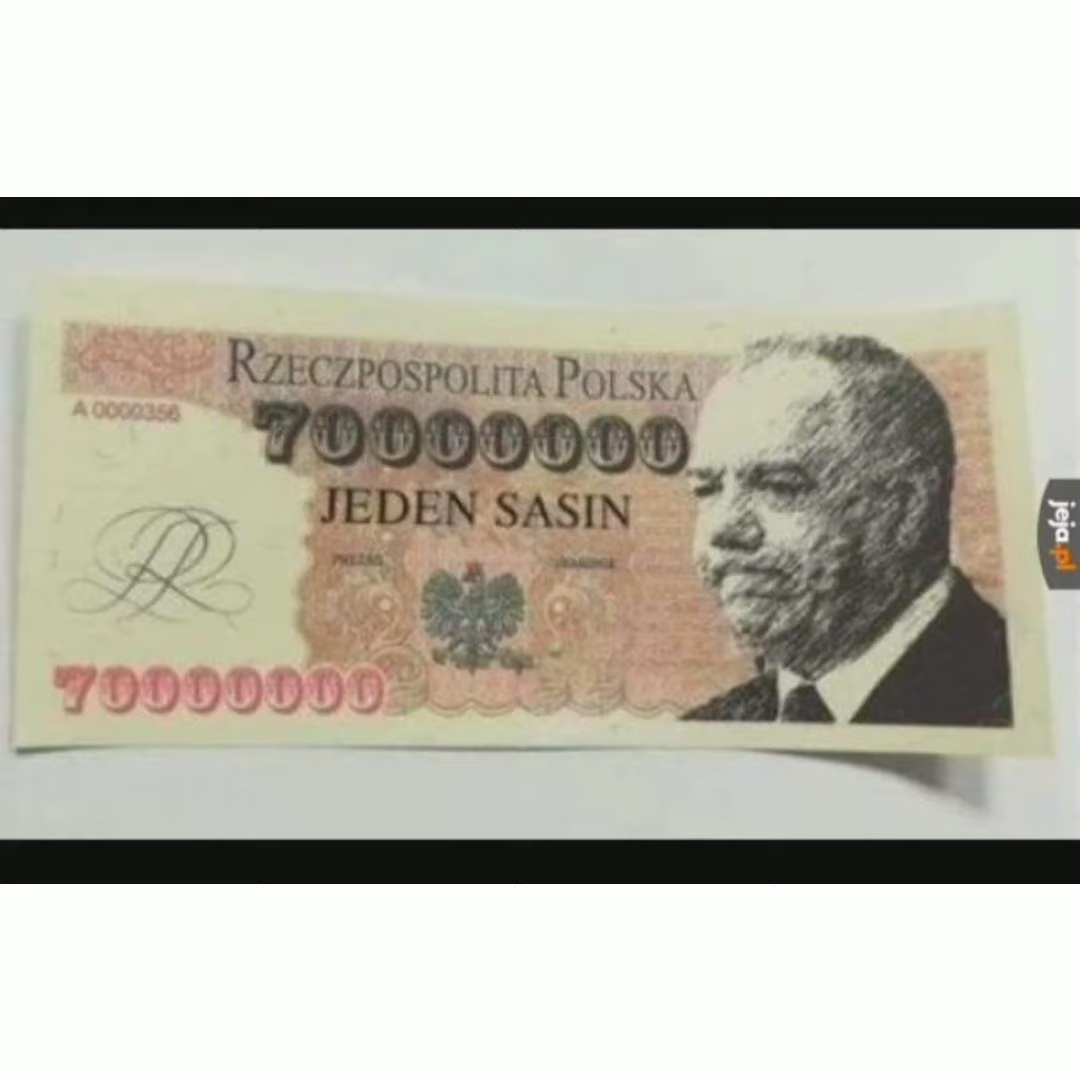 RZECZPOSPOLITA POLSKA
A 0000356
70000000
JEDEN SASIN
70000000
jeja.pl